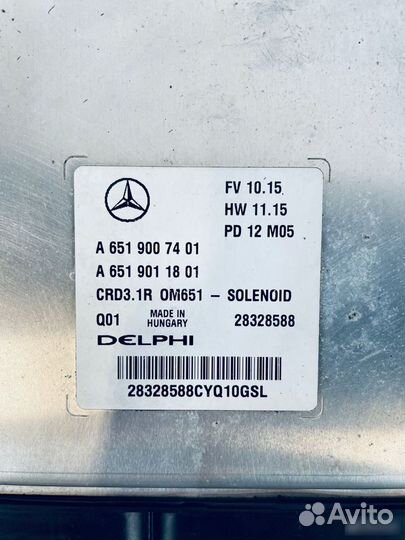 FV 10.15
HW 11.15
PD 12 M05
A 651 900 74 01
A 651 901 18 01
CRD3.1R OM651 – SOLENOID
Q01 MADE IN HUNGARY 28328588
DELPHI
28328588CYQ10GSL
Avito